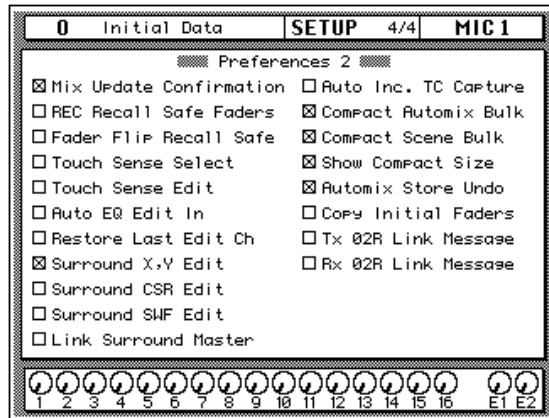 0 Initial Data SETUP 4/4 MIC 1
Preferences 2
Mix Update Confirmation
REC Recall Safe Faders
Fader Flip Recall Safe
Touch Sense Select
Touch Sense Edit
Auto EQ Edit In
Restore Last Edit Ch
Surround X,Y Edit
Surround CSR Edit
Surround SWF Edit
Link Surround Master
Auto Inc. TC Capture
Compact Automix Bulk
Compact Scene Bulk
Show Compact Size
Automix Store Undo
Copy Initial Faders
Tx 02R Link Message
Rx 02R Link Message
1 2 3 4 5 6 7 8 9 10 11 12 13 14 15 16 E1 E2